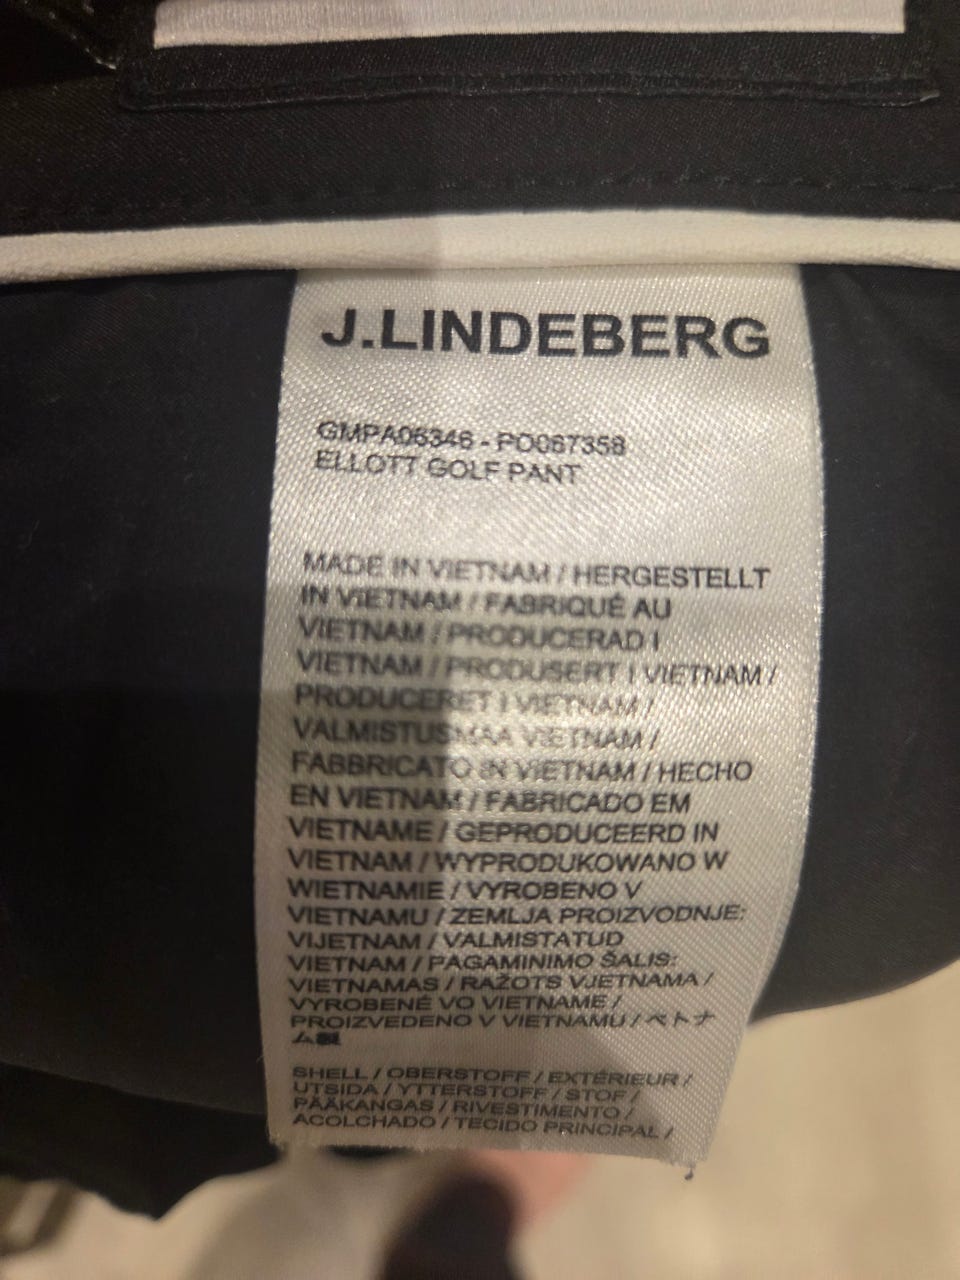 J.LINDEBERG
GMPA06346 - PO067358
ELLOTT GOLF PANT
MADE IN VIETNAM / HERGESTELLT
IN VIETNAM / FABRIQUÉ AU
VIETNAM / PRODUCERAD I
VIETNAM / PRODUSERT I VIETNAM /
PRODUCERET I VIETNAM /
VALMISTUSMAA VIETNAM /
FABBRICATO IN VIETNAM / HECHO
EN VIETNAM / FABRICADO EM
VIETNAME / GEPRODUCEERD IN
VIETNAM / WYPRODUKOWANO W
WIETNAMIE / VYROBENO V
VIETNAMU / ZEMLJA PROIZVODNJE:
VIJETNAM / VALMISTATUD
VIETNAM / PAGAMINIMO ŠALIS:
VIETNAMAS / RAŽOTS VJETNAMA /
VYROBENÉ VO VIETNAME /
PROIZVEDENO V VIETNAMU / ベトナ
ム製
SHELL / OBERSTOFF / EXTÉRIEUR /
UTSIDA / YTTERSTOFF / STOF /
PÄÄKANGAS / RIVESTIMENTO /
ACOLCHADO / TECIDO PRINCIPAL /